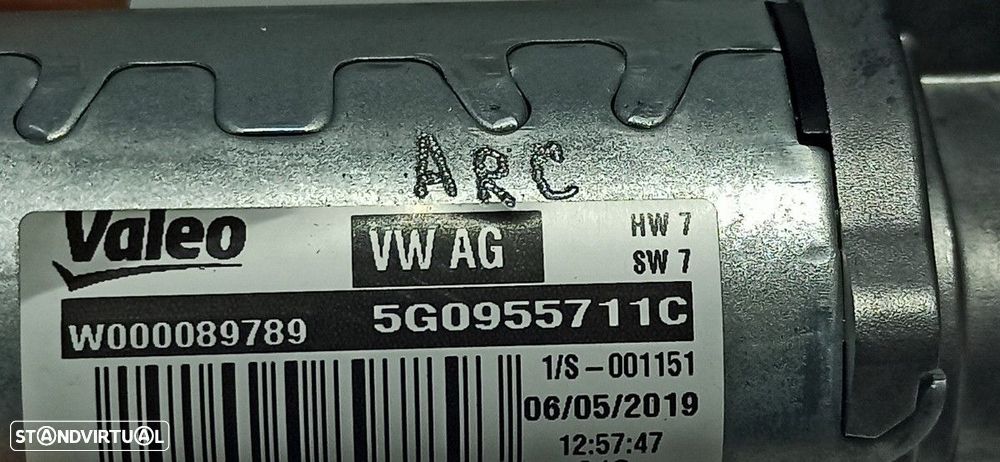 ARC
Valeo
VW AG
HW 7
SW 7
W000089789
5G0955711C
1/S-001151
06/05/2019
12:57:47
STANDVIRTUAL